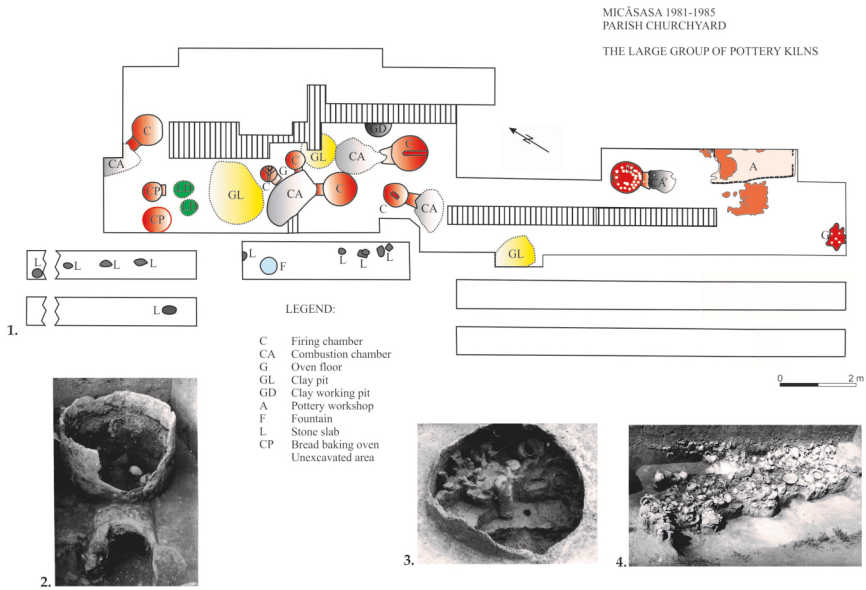 MICĂSASA 1981-1985
PARISH CHURCHYARD
THE LARGE GROUP OF POTTERY KILNS
N
C
CA
CP
CP
GL
C
G
C
GL
CA
GD
C
CA
C
C
CA
A
A
G
GL
L
L
L
L
L
F
L
L
L
L
L
1.
LEGEND:
C Firing chamber
CA Combustion chamber
G Oven floor
GL Clay pit
GD Clay working pit
A Pottery workshop
F Fountain
L Stone slab
CP Bread baking oven
Unexcavated area
0 2 m
2.
3.
4.